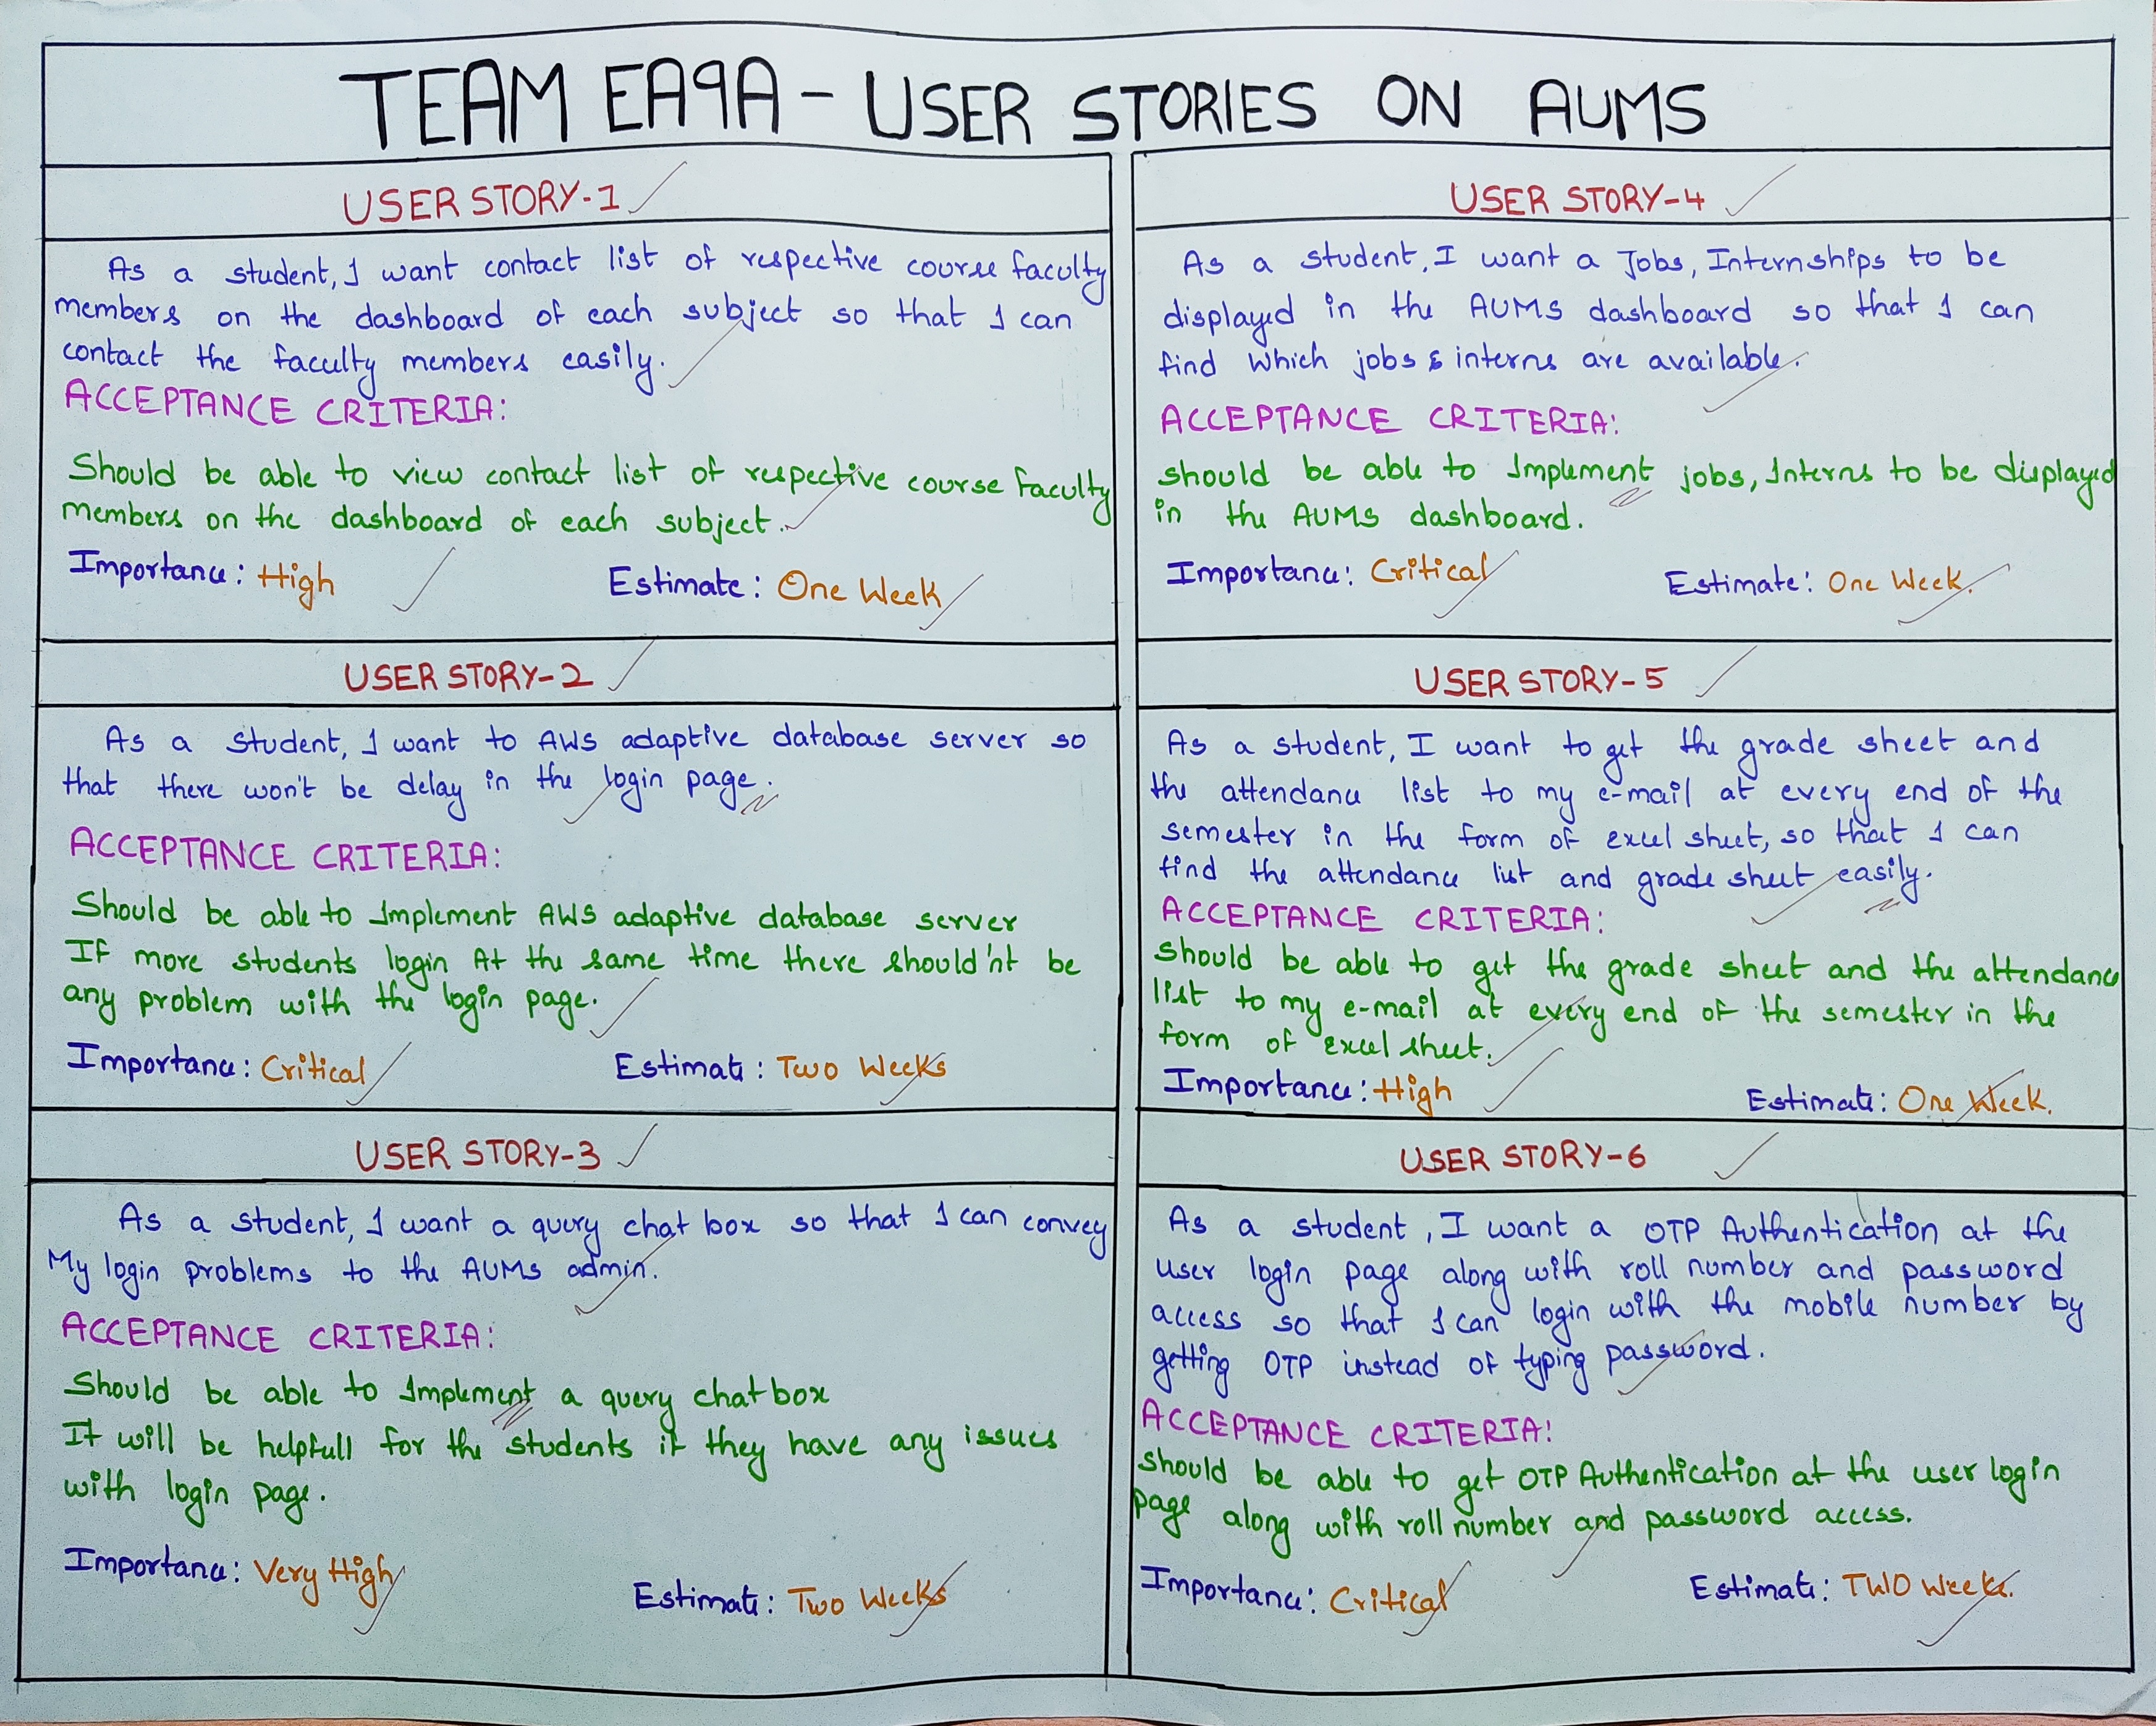 TEAM EA9A - USER STORIES ON AUMS
USER STORY-1
As a student, I want contact list of respective course faculty
members on the dashboard of each subject so that I can
contact the faculty members easily.
ACCEPTANCE CRITERIA:
Should be able to view contact list of respective course faculty
members on the dashboard of each subject.
Importance: High Estimate: One Week
USER STORY-2
As a student, I want to AWS adaptive database server so
that there won't be delay in the login page.
ACCEPTANCE CRITERIA:
Should be able to Implement AWS adaptive database server
If more students login At the same time there should'nt be
any problem with the login page.
Importance: Critical Estimate: Two Weeks
USER STORY-3
As a student, I want a query chat box so that I can convey
My login problems to the AUMS admin.
ACCEPTANCE CRITERIA:
Should be able to Implement a query chat box
It will be helpfull for the students if they have any issues
with login page.
Importance: Very High Estimate: Two Weeks
USER STORY-4
As a student, I want a Jobs, Internships to be
displayed in the AUMS dashboard so that I can
find which jobs & interns are available.
ACCEPTANCE CRITERIA:
should be able to Implement jobs, Interns to be displayed
in the AUMS dashboard.
Importance: Critical Estimate: One Week.
USER STORY-5
As a student, I want to get the grade sheet and
the attendance list to my e-mail at every end of the
semester in the form of excel sheet, so that I can
find the attendance list and grade sheet easily.
ACCEPTANCE CRITERIA:
Should be able to get the grade sheet and the attendance
list to my e-mail at every end of the semester in the
form of excel sheet.
Importance: High Estimate: One Week.
USER STORY-6
As a student, I want a OTP Authentication at the
user login page along with roll number and password
access so that I can login with the mobile number by
getting OTP instead of typing password.
ACCEPTANCE CRITERIA:
Should be able to get OTP Authentication at the user login
page along with roll number and password access.
Importance: Critical Estimate: Two Weeks.